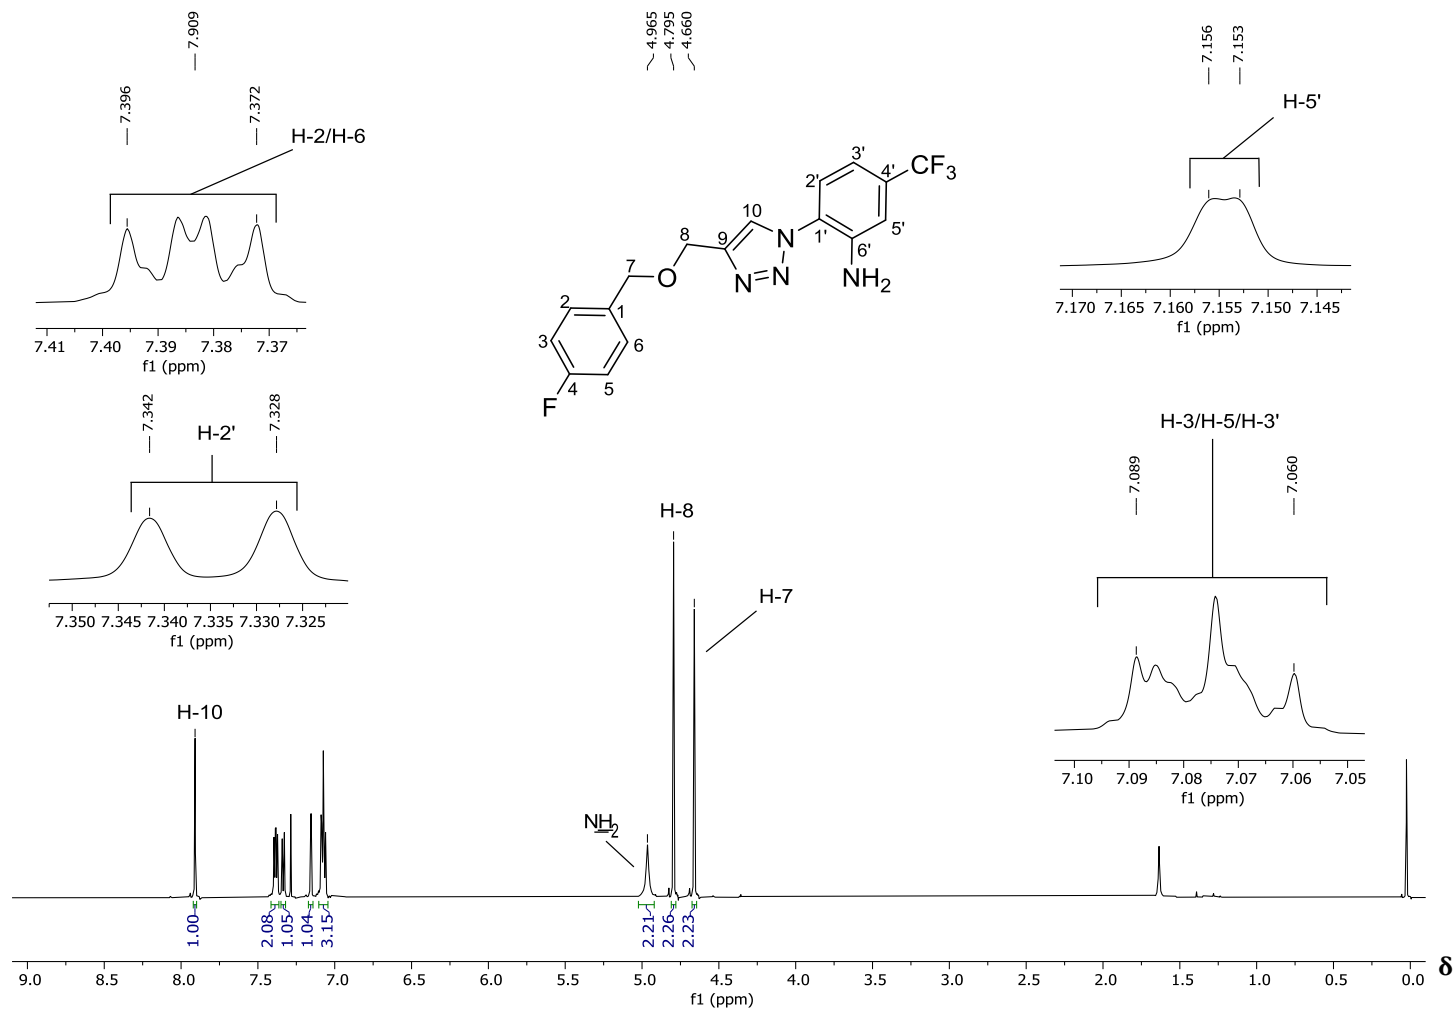 7.909
7.396
7.372
H-2/H-6
7.41 7.40 7.39 7.38 7.37
f1 (ppm)
4.965
4.795
4.660
7.156
7.153
H-5'
7.170 7.165 7.160 7.155 7.150 7.145
f1 (ppm)
3'
CF3
2'
4'
10
5'
1'
8
9
N
6'
7
O
N
N
NH2
2
1
3
6
4
5
F
7.342
7.328
H-2'
7.350 7.345 7.340 7.335 7.330 7.325
f1 (ppm)
H-3/H-5/H-3'
7.089
7.060
7.10 7.09 7.08 7.07 7.06 7.05
f1 (ppm)
H-8
H-7
H-10
NH2
1.00
2.08
1.05
1.04
3.15
2.21
2.26
2.23
9.0 8.5 8.0 7.5 7.0 6.5 6.0 5.5 5.0 4.5 4.0 3.5 3.0 2.5 2.0 1.5 1.0 0.5 0.0
δ
f1 (ppm)